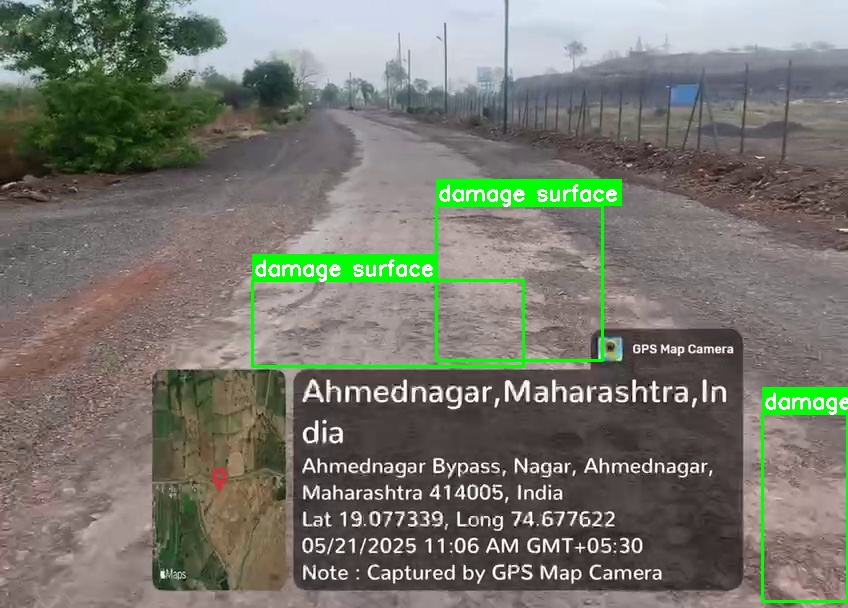 damage surface
damage surface
GPS Map Camera
damage
Ahmednagar,Maharashtra,In
dia
Ahmednagar Bypass, Nagar, Ahmednagar,
Maharashtra 414005, India
Lat 19.077339, Long 74.677622
05/21/2025 11:06 AM GMT+05:30
Note : Captured by GPS Map Camera
Maps